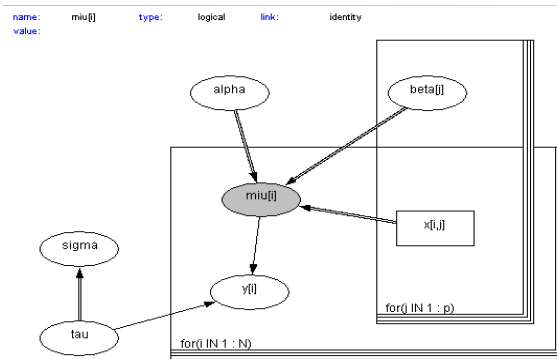 name: miu[i] type: logical link: identity
value:
alpha
beta[j]
miu[i]
x[i,j]
sigma
y[i]
for(j IN 1 : p)
tau
for(i IN 1 : N)